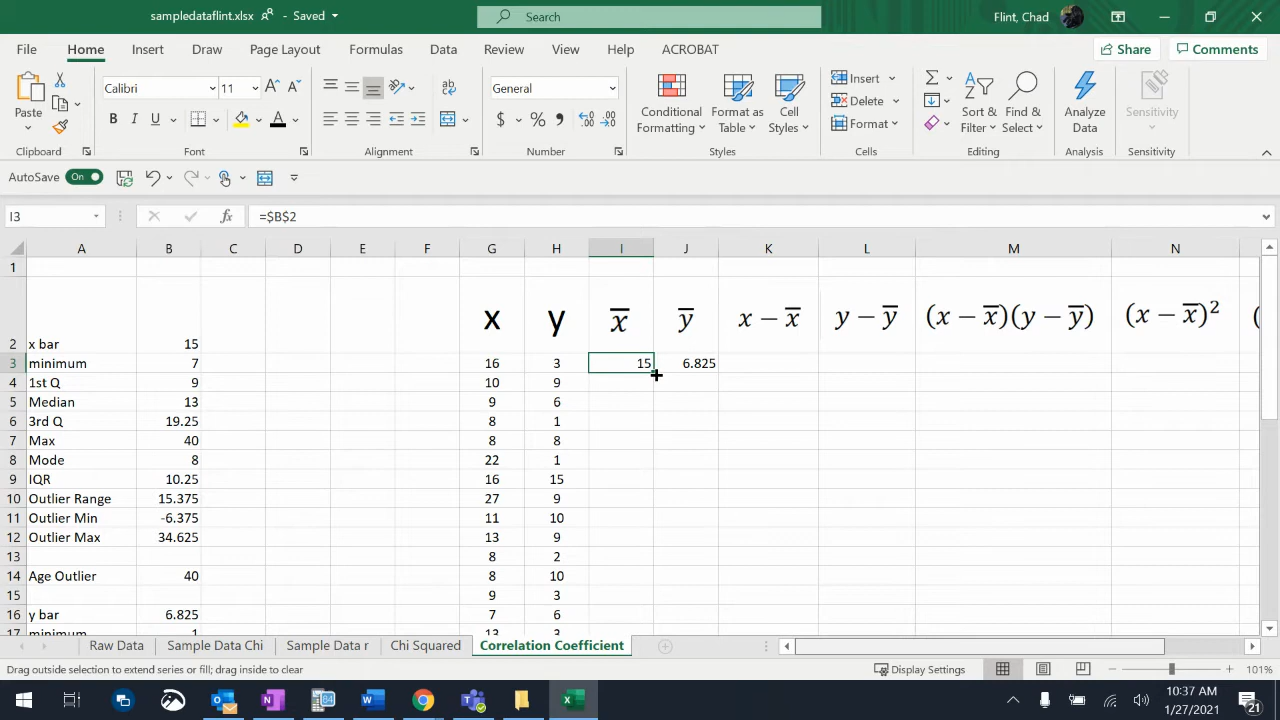 sampledataflint.xlsx - Saved
Search
Flint, Chad
File Home Insert Draw Page Layout Formulas Data Review View Help ACROBAT
Share Comments
Paste
Calibri 11
B I U A
General
$ % ,
Conditional Formatting
Format as Table
Cell Styles
Insert
Delete
Format
Sort & Filter
Find & Select
Analyze Data
Sensitivity
Clipboard Font Alignment Number Styles Cells Editing Analysis Sensitivity
AutoSave On
I3 fx =$B$2
A B C D E F G H I J K L M N
1
2 x bar 15 x y x̅ y̅ x − x̅ y − y̅ (x − x̅)(y − y̅) (x − x̅)² (
3 minimum 7 16 3 15 6.825
4 1st Q 9 10 9
5 Median 13 9 6
6 3rd Q 19.25 8 1
7 Max 40 8 8
8 Mode 8 22 1
9 IQR 10.25 16 15
10 Outlier Range 15.375 27 9
11 Outlier Min -6.375 11 10
12 Outlier Max 34.625 13 9
13 8 2
14 Age Outlier 40 8 10
15 9 3
16 y bar 6.825 7 6
17 minimum 1 13 3
Raw Data Sample Data Chi Sample Data r Chi Squared Correlation Coefficient
Drag outside selection to extend series or fill; drag inside to clear
Display Settings
101%
10:37 AM
1/27/2021
21